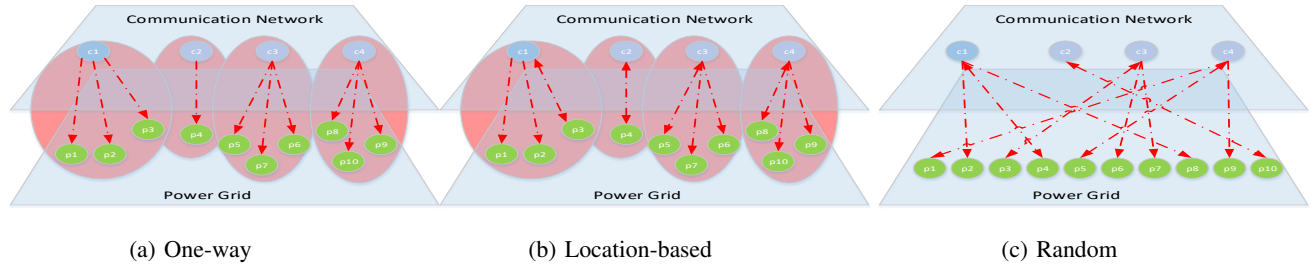 Communication Network
c1 c2 c3 c4
p3
p4
p8
p5 p6 p9
p1 p2
p7 p10
Power Grid
(a) One-way
Communication Network
c1 c2 c3 c4
p3
p4
p8
p5 p6 p9
p1 p2
p7 p10
Power Grid
(b) Location-based
Communication Network
c1 c2 c3 c4
p1 p2 p3 p4 p5 p6 p7 p8 p9 p10
Power Grid
(c) Random